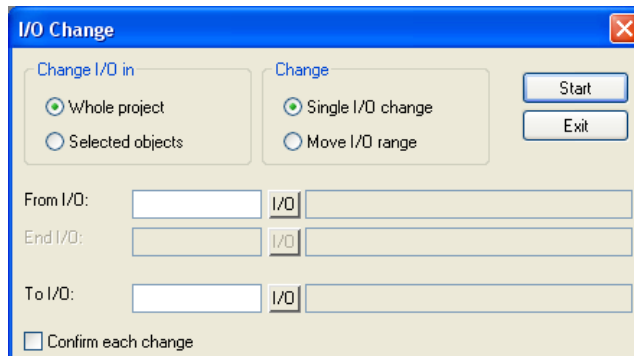 I/O Change
Change I/O in
Change
Whole project
Single I/O change
Start
Selected objects
Move I/O range
Exit
From I/O:
I/O
End I/O:
I/O
To I/O:
I/O
Confirm each change